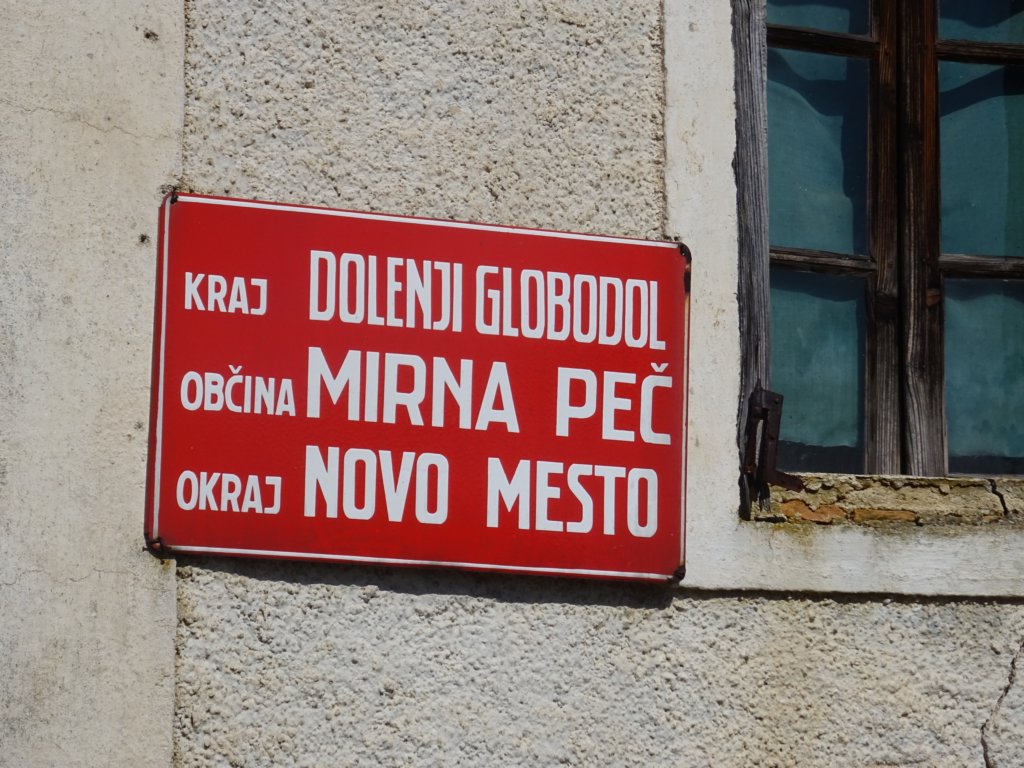 KRAJ DOLENJI GLOBODOL
OBČINA MIRNA PEČ
OKRAJ NOVO MESTO